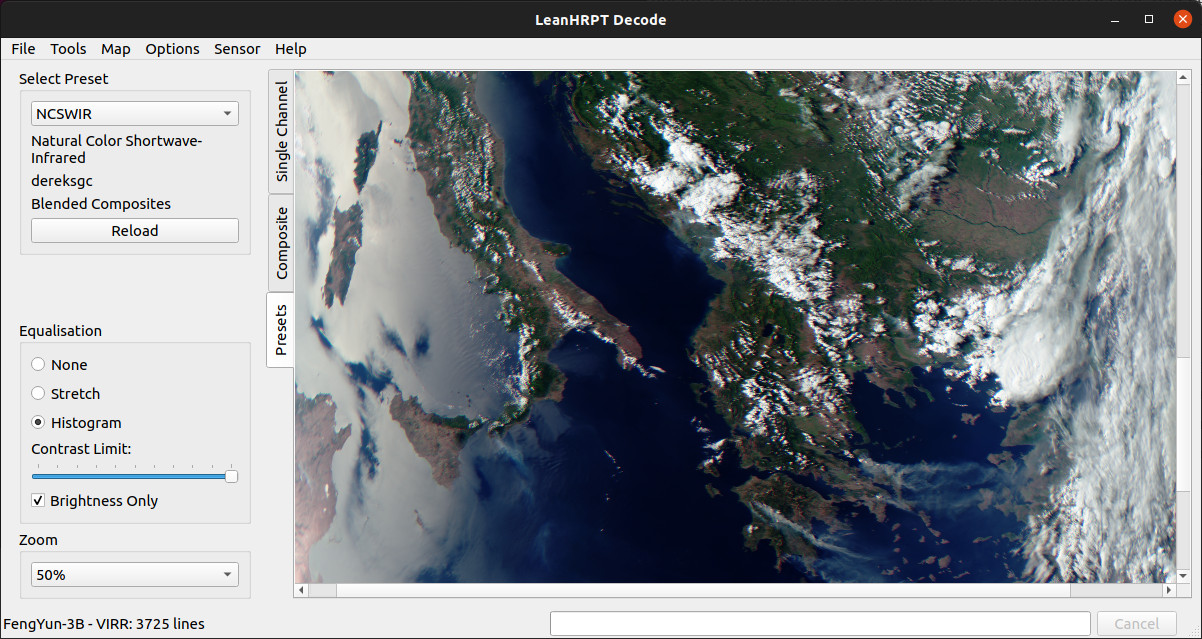 LeanHRPT Decode
File Tools Map Options Sensor Help
Select Preset
NCSWIR
Natural Color Shortwave-
Infrared
dereksgc
Blended Composites
Reload
Equalisation
None
Stretch
Histogram
Contrast Limit:
Brightness Only
Zoom
50%
Single Channel
Composite
Presets
FengYun-3B - VIRR: 3725 lines
Cancel